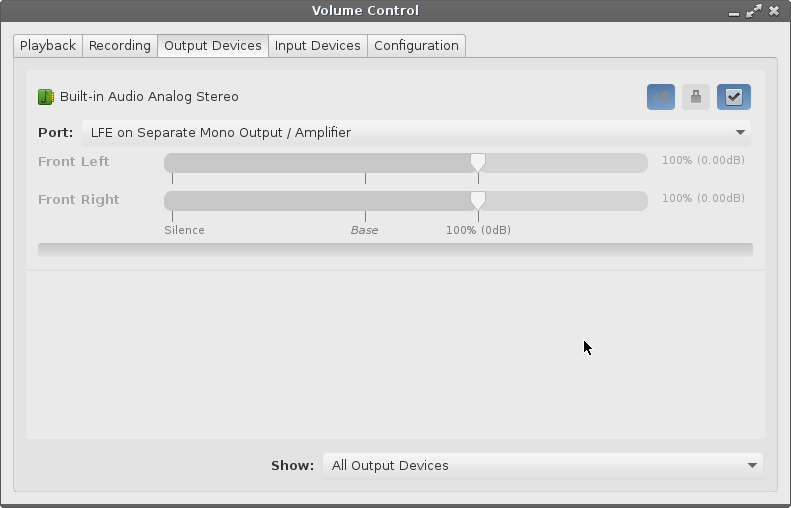 Volume Control
Playback Recording Output Devices Input Devices Configuration
Built-in Audio Analog Stereo
Port: LFE on Separate Mono Output / Amplifier
Front Left 100% (0.00dB)
Front Right 100% (0.00dB)
Silence Base 100% (0dB)
Show: All Output Devices